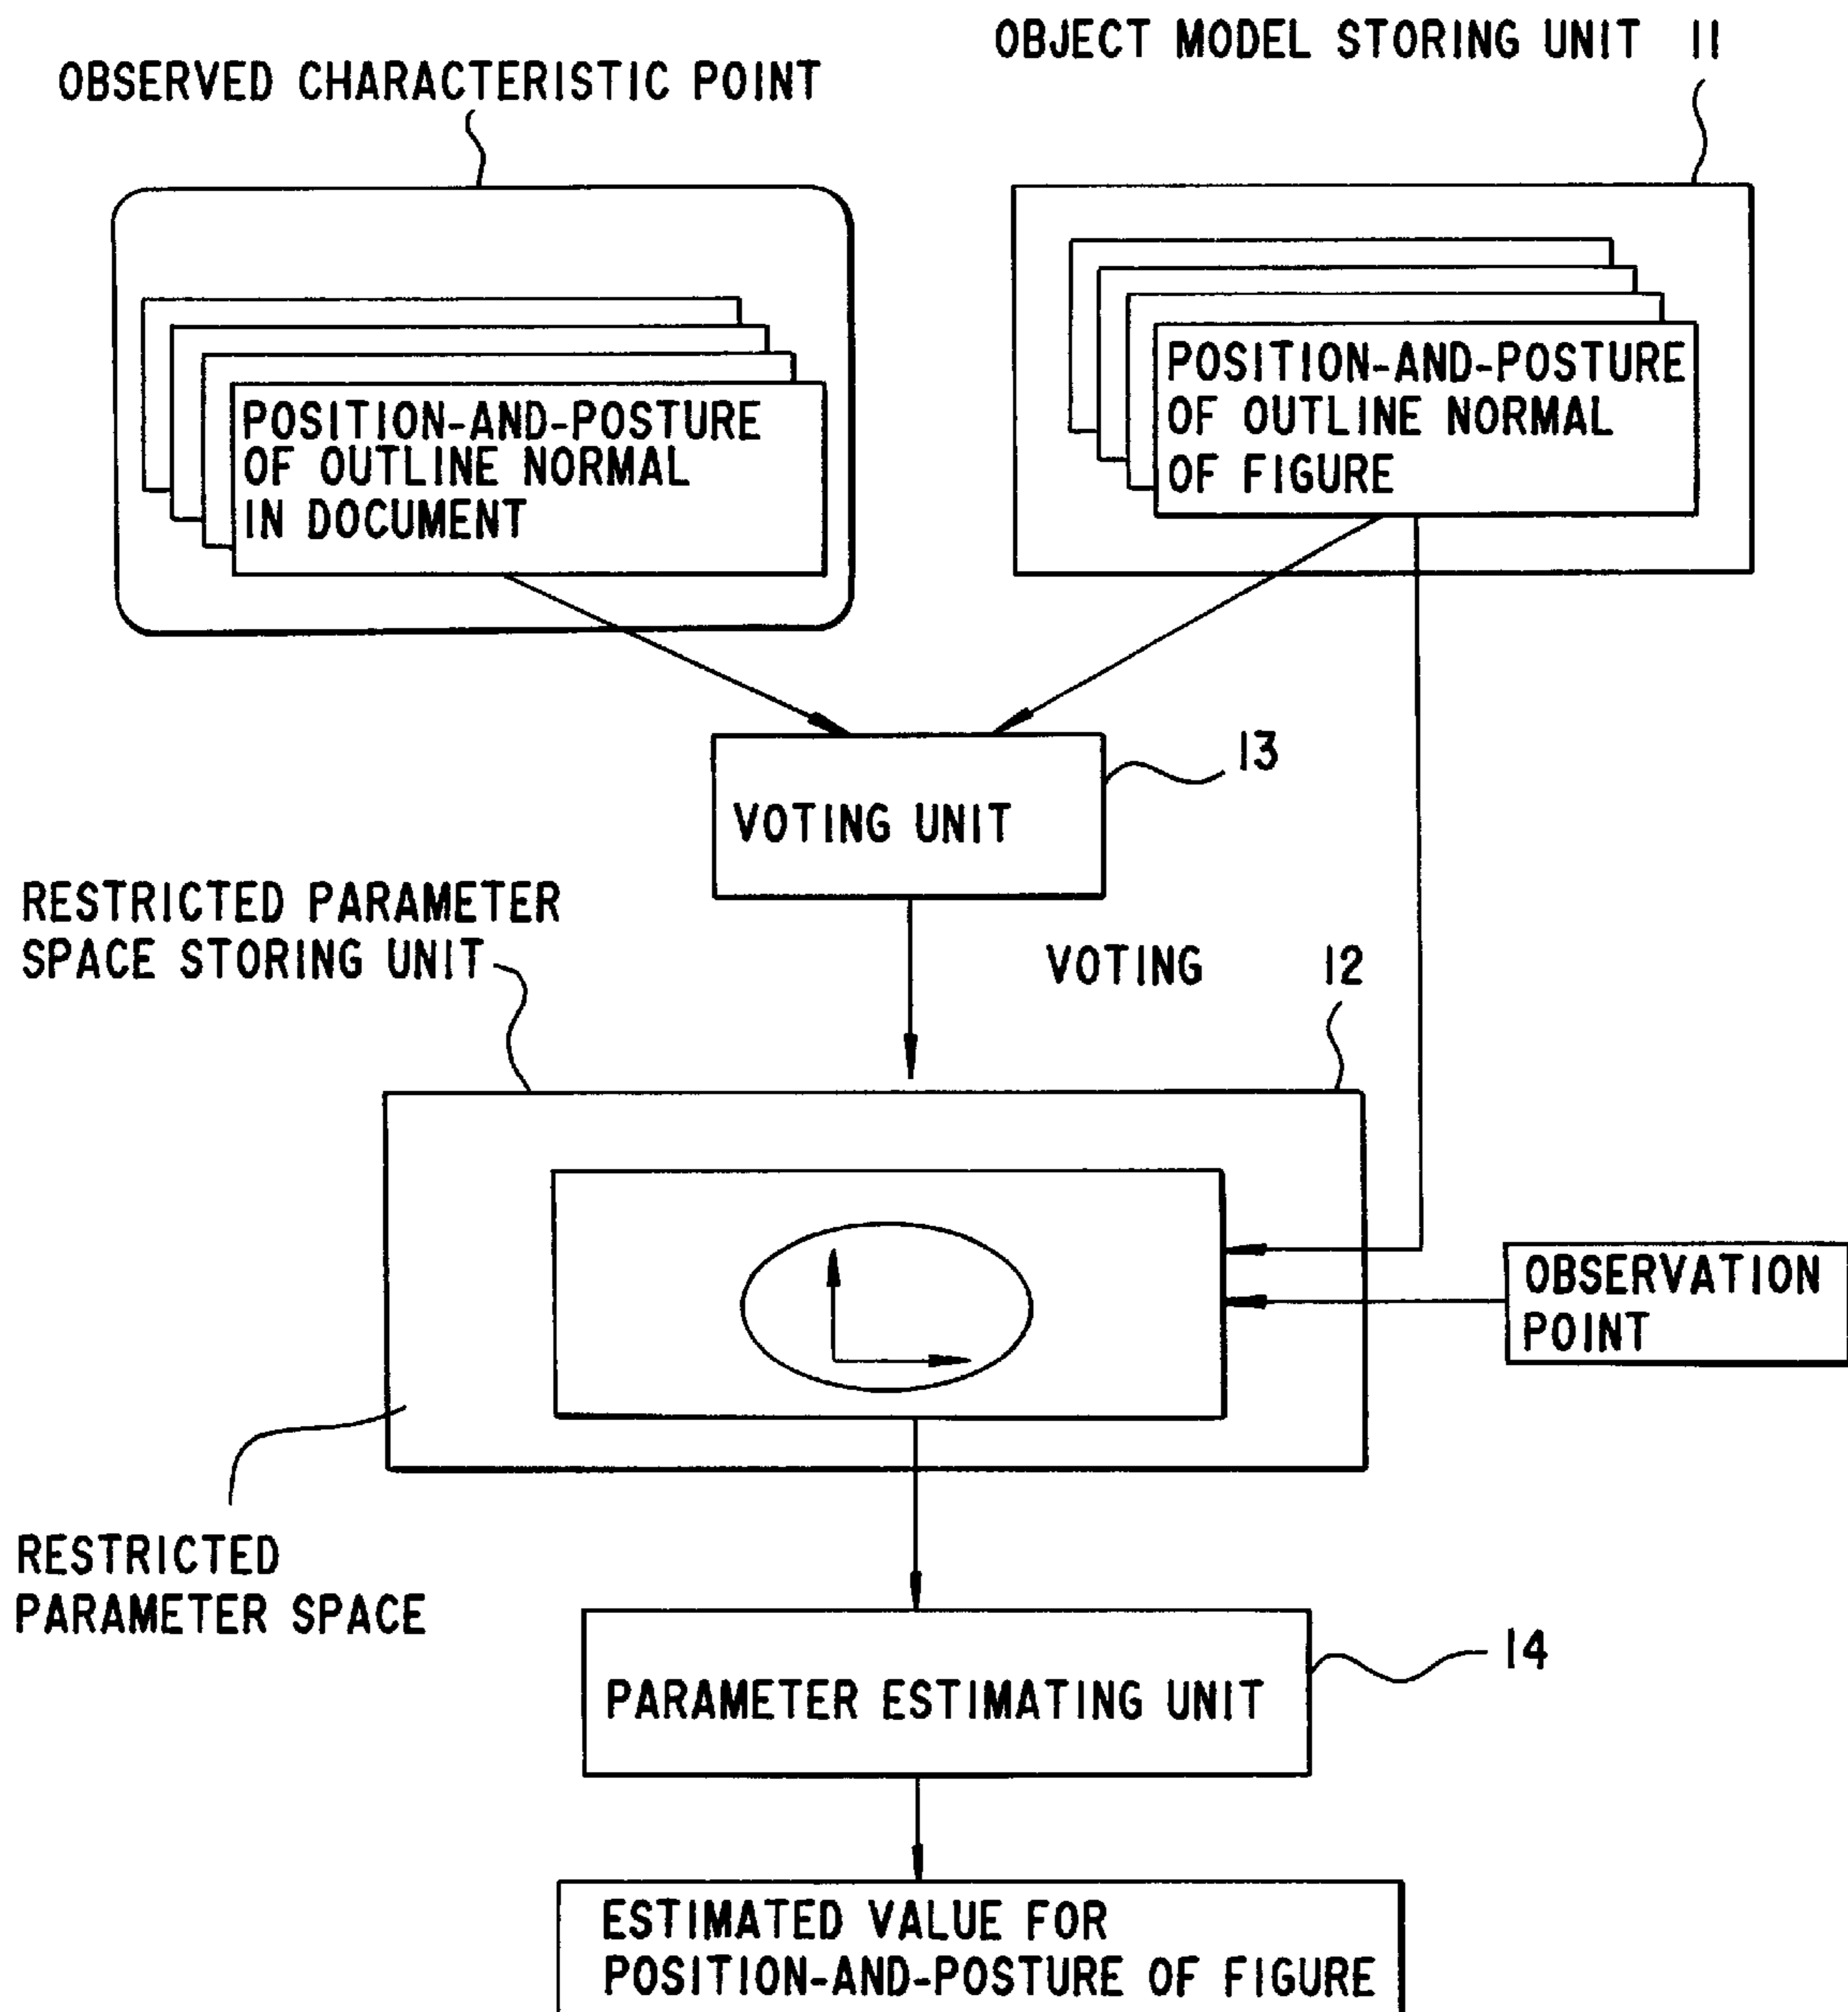 OBJECT MODEL STORING UNIT 11
OBSERVED CHARACTERISTIC POINT
POSITION-AND-POSTURE
OF OUTLINE NORMAL
IN DOCUMENT
POSITION-AND-POSTURE
OF OUTLINE NORMAL
OF FIGURE
VOTING UNIT
13
RESTRICTED PARAMETER
SPACE STORING UNIT
VOTING
12
OBSERVATION
POINT
RESTRICTED
PARAMETER SPACE
PARAMETER ESTIMATING UNIT
14
ESTIMATED VALUE FOR
POSITION-AND-POSTURE OF FIGURE